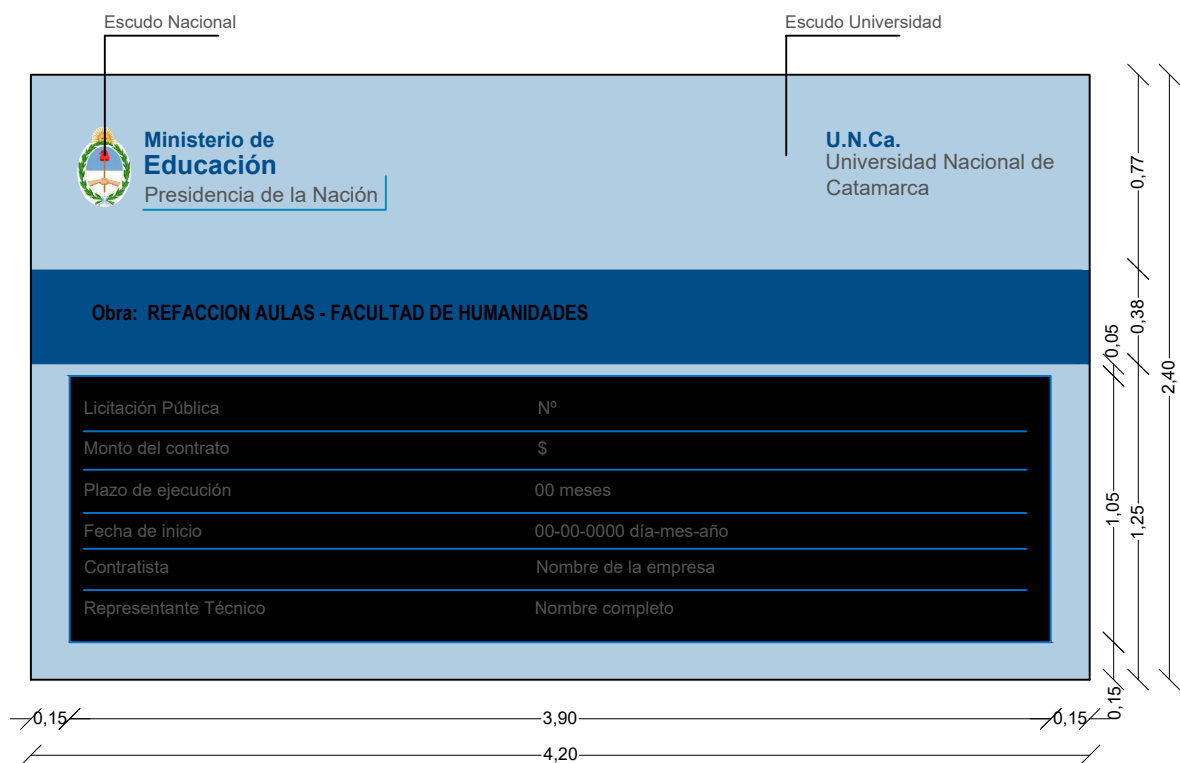 Escudo Nacional
Escudo Universidad
Ministerio de
Educación
Presidencia de la Nación
U.N.Ca.
Universidad Nacional de
Catamarca
0,77
Obra: REFACCION AULAS - FACULTAD DE HUMANIDADES
0,38
0,05
2,40
Licitación Pública Nº
Monto del contrato $
Plazo de ejecución 00 meses
Fecha de inicio 00-00-0000 día-mes-año
Contratista Nombre de la empresa
Representante Técnico Nombre completo
1,05
1,25
0,15
0,15 3,90 0,15
4,20